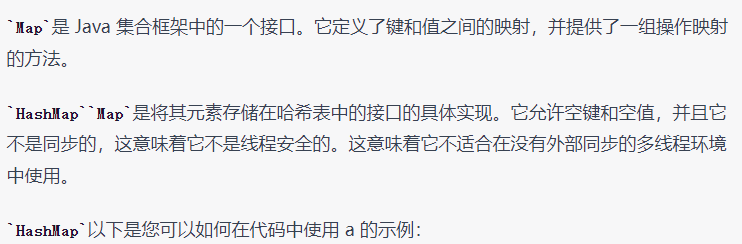 `Map`是 Java 集合框架中的一个接口。它定义了键和值之间的映射，并提供了一组操作映射
的方法。
`HashMap``Map`是将其元素存储在哈希表中的接口的具体实现。它允许空键和空值，并且它
不是同步的，这意味着它不是线程安全的。这意味着它不适合在没有外部同步的多线程环境
中使用。
`HashMap`以下是您可以如何在代码中使用 a 的示例：